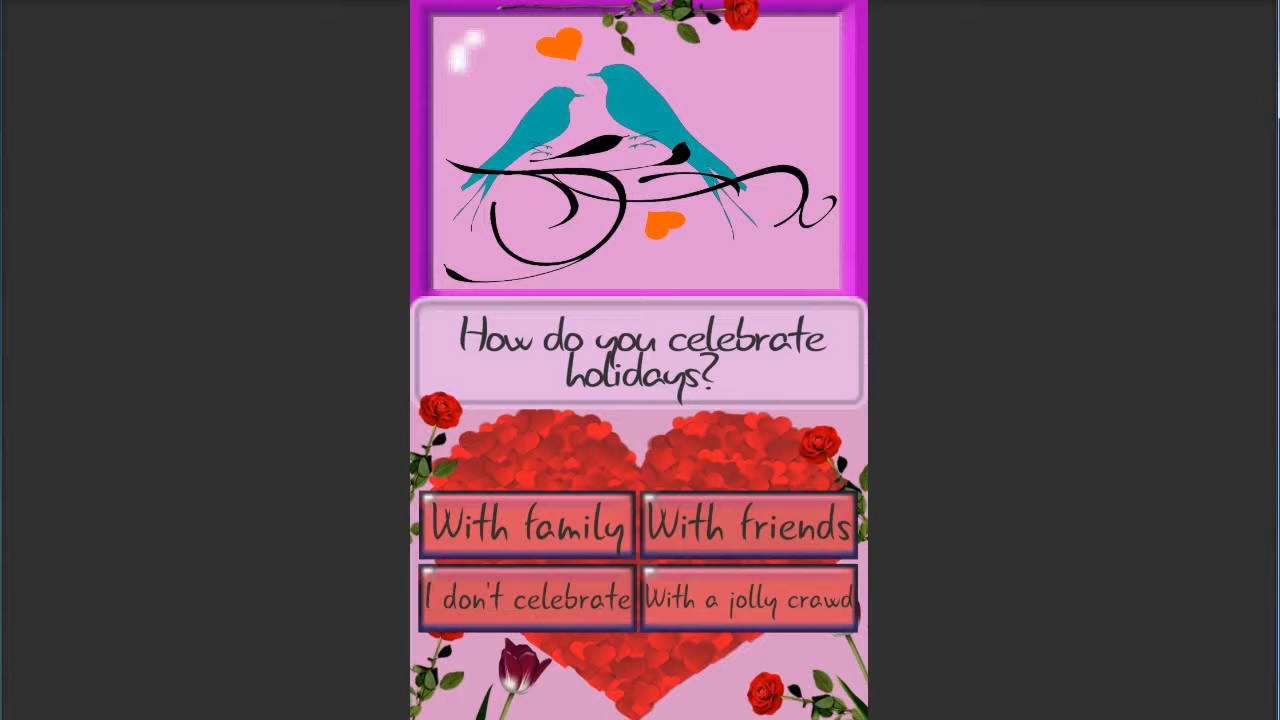 How do you celebrate
holidays?
With family
With friends
I don't celebrate
With a jolly crawd